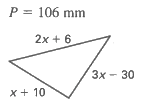 P = 106 mm
2x + 6
3x − 30
x + 10